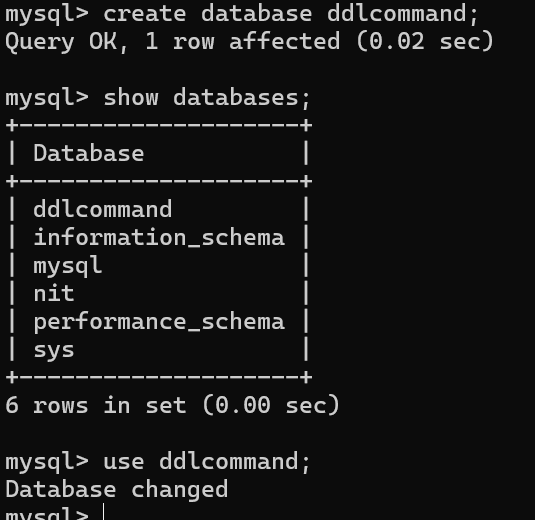 mysql> create database ddlcommand;
Query OK, 1 row affected (0.02 sec)

mysql> show databases;
+--------------------+
| Database           |
+--------------------+
| ddlcommand         |
| information_schema |
| mysql              |
| nit                |
| performance_schema |
| sys                |
+--------------------+
6 rows in set (0.00 sec)

mysql> use ddlcommand;
Database changed
mysql>